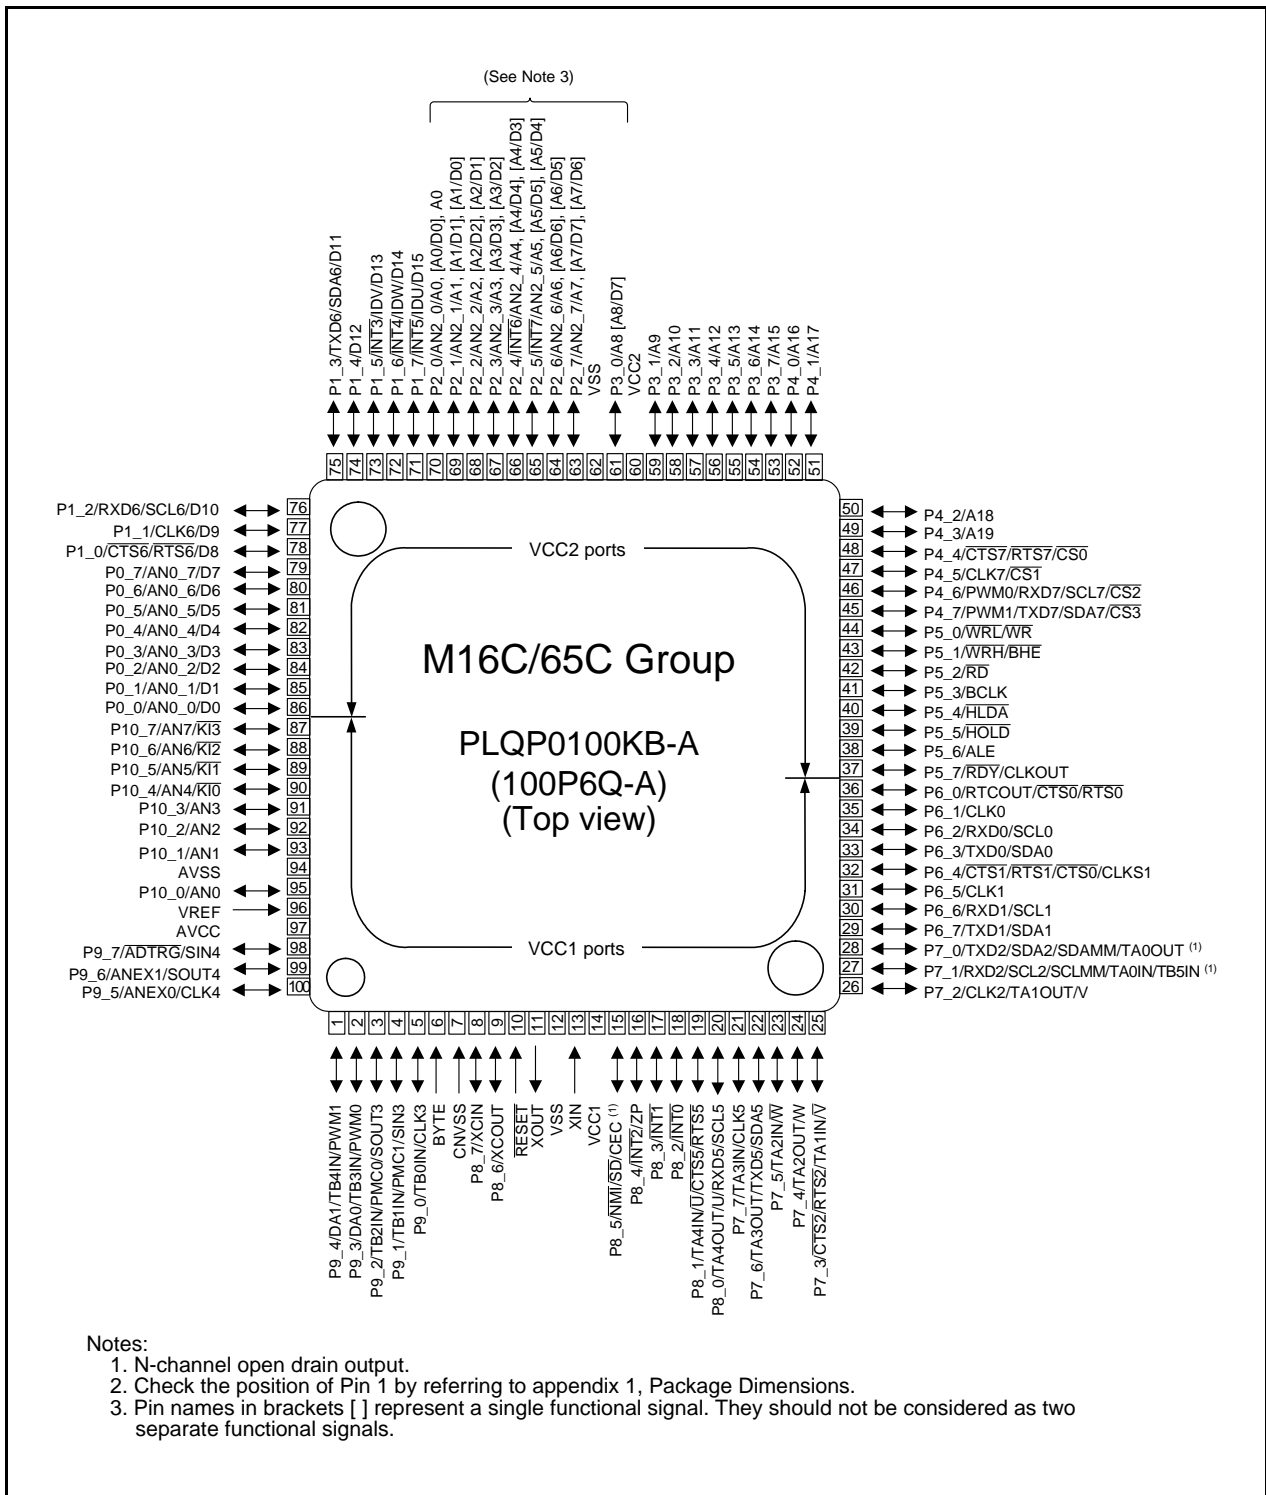 (See Note 3)
P1_3/TXD6/SDA6/D11
P1_4/D12
P1_5/INT3/IDV/D13
P1_6/INT4/IDW/D14
P1_7/INT5/IDU/D15
P2_0/AN2_0/A0, [A0/D0], A0
P2_1/AN2_1/A1, [A1/D1], [A1/D0]
P2_2/AN2_2/A2, [A2/D2], [A2/D1]
P2_3/AN2_3/A3, [A3/D3], [A3/D2]
P2_4/INT6/AN2_4/A4, [A4/D4], [A4/D3]
P2_5/INT7/AN2_5/A5, [A5/D5], [A5/D4]
P2_6/AN2_6/A6, [A6/D6], [A6/D5]
P2_7/AN2_7/A7, [A7/D7], [A7/D6]
VSS
P3_0/A8 [A8/D7]
VCC2
P3_1/A9
P3_2/A10
P3_3/A11
P3_4/A12
P3_5/A13
P3_6/A14
P3_7/A15
P4_0/A16
P4_1/A17
75 74 73 72 71 70 69 68 67 66 65 64 63 62 61 60 59 58 57 56 55 54 53 52 51
P1_2/RXD6/SCL6/D10 76
P1_1/CLK6/D9 77
P1_0/CTS6/RTS6/D8 78
P0_7/AN0_7/D7 79
P0_6/AN0_6/D6 80
P0_5/AN0_5/D5 81
P0_4/AN0_4/D4 82
P0_3/AN0_3/D3 83
P0_2/AN0_2/D2 84
P0_1/AN0_1/D1 85
P0_0/AN0_0/D0 86
P10_7/AN7/KI3 87
P10_6/AN6/KI2 88
P10_5/AN5/KI1 89
P10_4/AN4/KI0 90
P10_3/AN3 91
P10_2/AN2 92
P10_1/AN1 93
AVSS 94
P10_0/AN0 95
VREF 96
AVCC 97
P9_7/ADTRG/SIN4 98
P9_6/ANEX1/SOUT4 99
P9_5/ANEX0/CLK4 100
VCC2 ports
M16C/65C Group
PLQP0100KB-A
(100P6Q-A)
(Top view)
VCC1 ports
50 P4_2/A18
49 P4_3/A19
48 P4_4/CTS7/RTS7/CS0
47 P4_5/CLK7/CS1
46 P4_6/PWM0/RXD7/SCL7/CS2
45 P4_7/PWM1/TXD7/SDA7/CS3
44 P5_0/WRL/WR
43 P5_1/WRH/BHE
42 P5_2/RD
41 P5_3/BCLK
40 P5_4/HLDA
39 P5_5/HOLD
38 P5_6/ALE
37 P5_7/RDY/CLKOUT
36 P6_0/RTCOUT/CTS0/RTS0
35 P6_1/CLK0
34 P6_2/RXD0/SCL0
33 P6_3/TXD0/SDA0
32 P6_4/CTS1/RTS1/CTS0/CLKS1
31 P6_5/CLK1
30 P6_6/RXD1/SCL1
29 P6_7/TXD1/SDA1
28 P7_0/TXD2/SDA2/SDAMM/TA0OUT (1)
27 P7_1/RXD2/SCL2/SCLMM/TA0IN/TB5IN (1)
26 P7_2/CLK2/TA1OUT/V
1 2 3 4 5 6 7 8 9 10 11 12 13 14 15 16 17 18 19 20 21 22 23 24 25
P9_4/DA1/TB4IN/PWM1
P9_3/DA0/TB3IN/PWM0
P9_2/TB2IN/PMC0/SOUT3
P9_1/TB1IN/PMC1/SIN3
P9_0/TB0IN/CLK3
BYTE
CNVSS
P8_7/XCIN
P8_6/XCOUT
RESET
XOUT
VSS
XIN
VCC1
P8_5/NMI/SD/CEC (1)
P8_4/INT2/ZP
P8_3/INT1
P8_2/INT0
P8_1/TA4IN/U/CTS5/RTS5
P8_0/TA4OUT/U/RXD5/SCL5
P7_7/TA3IN/CLK5
P7_6/TA3OUT/TXD5/SDA5
P7_5/TA2IN/W
P7_4/TA2OUT/W
P7_3/CTS2/RTS2/TA1IN/V
Notes:
1. N-channel open drain output.
2. Check the position of Pin 1 by referring to appendix 1, Package Dimensions.
3. Pin names in brackets [ ] represent a single functional signal. They should not be considered as two
separate functional signals.